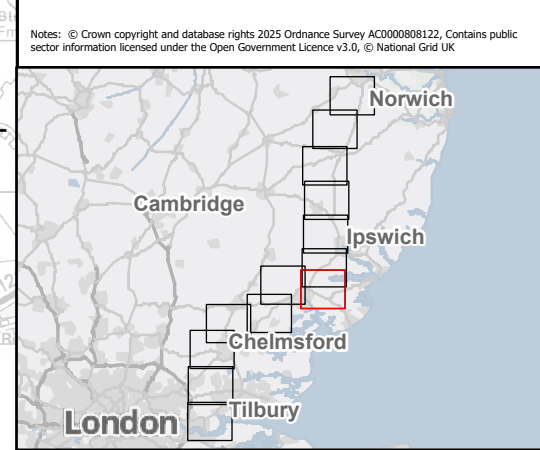 Notes: © Crown copyright and database rights 2025 Ordnance Survey AC0000808122, Contains public
sector information licensed under the Open Government Licence v3.0, © National Grid UK
Norwich
Cambridge
Ipswich
Chelmsford
Tilbury
London